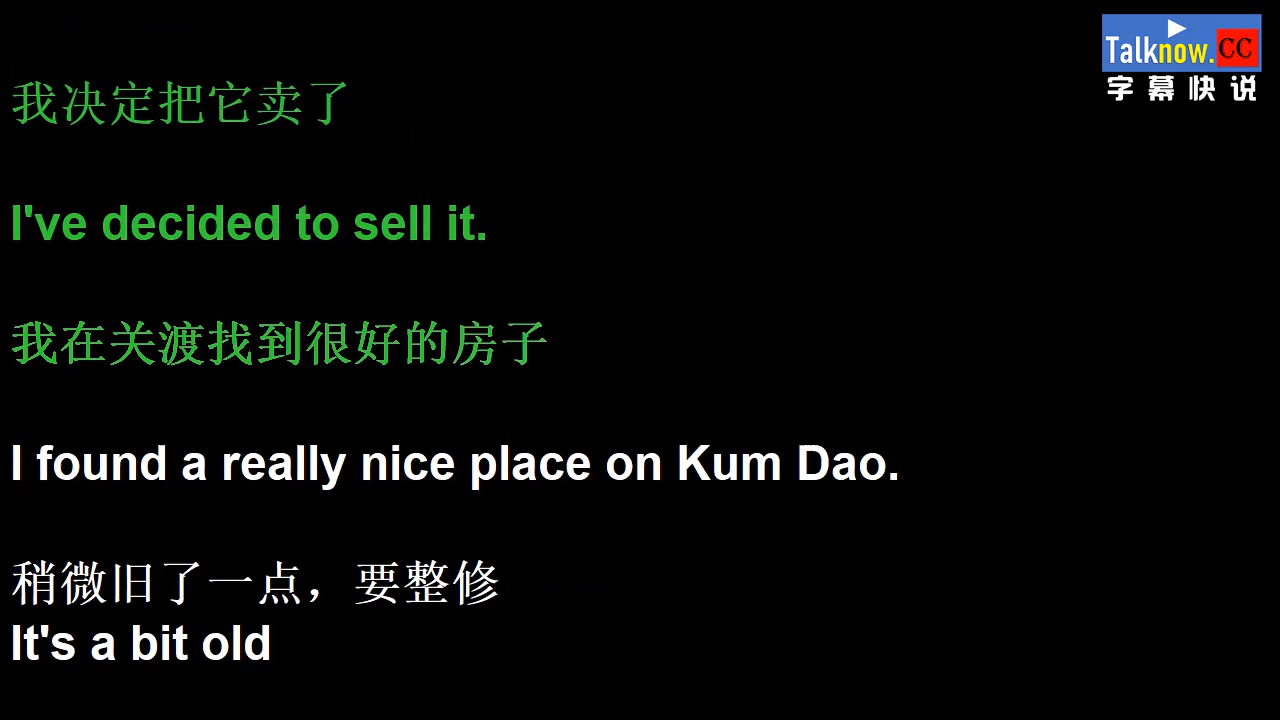 Talknow.CC
字幕快说
我决定把它卖了
I've decided to sell it.
我在关渡找到很好的房子
I found a really nice place on Kum Dao.
稍微旧了一点，要整修
It's a bit old